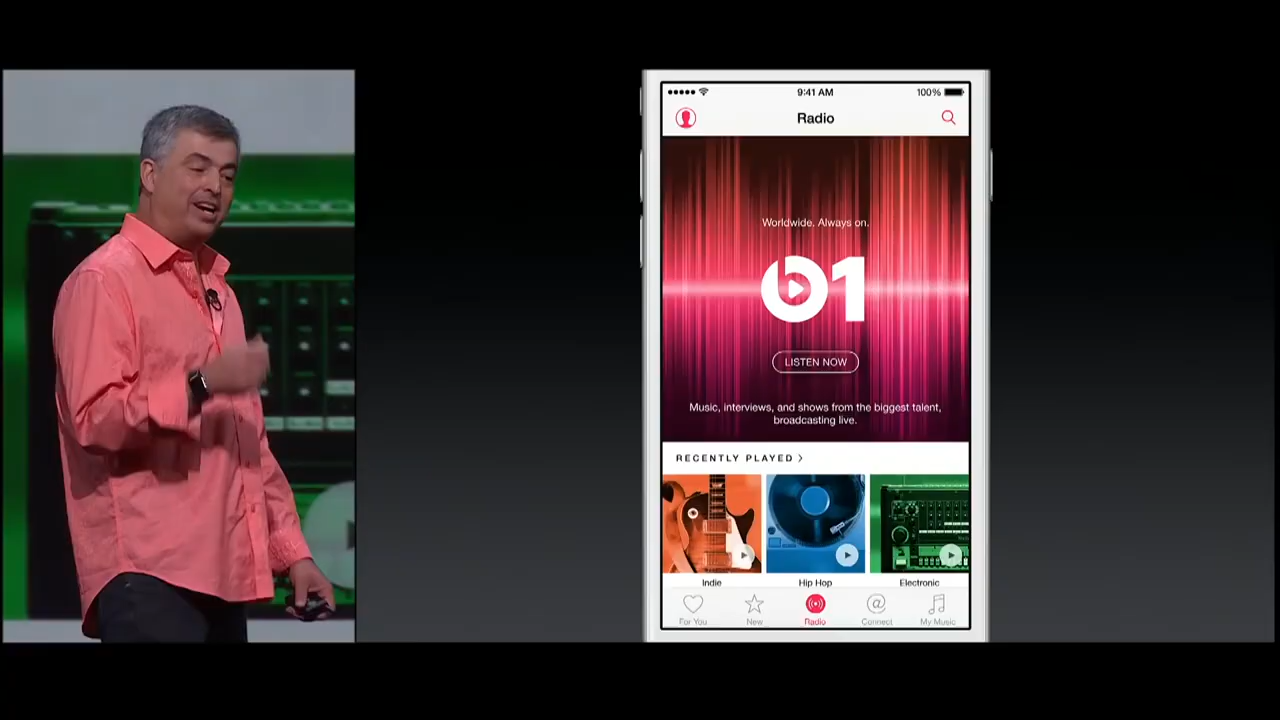 9:41 AM
100%
Radio
Worldwide. Always on.
b1
LISTEN NOW
Music, interviews, and shows from the biggest talent,
broadcasting live.
RECENTLY PLAYED >
Indie
Hip Hop
Electronic
For You
New
Radio
Connect
My Music